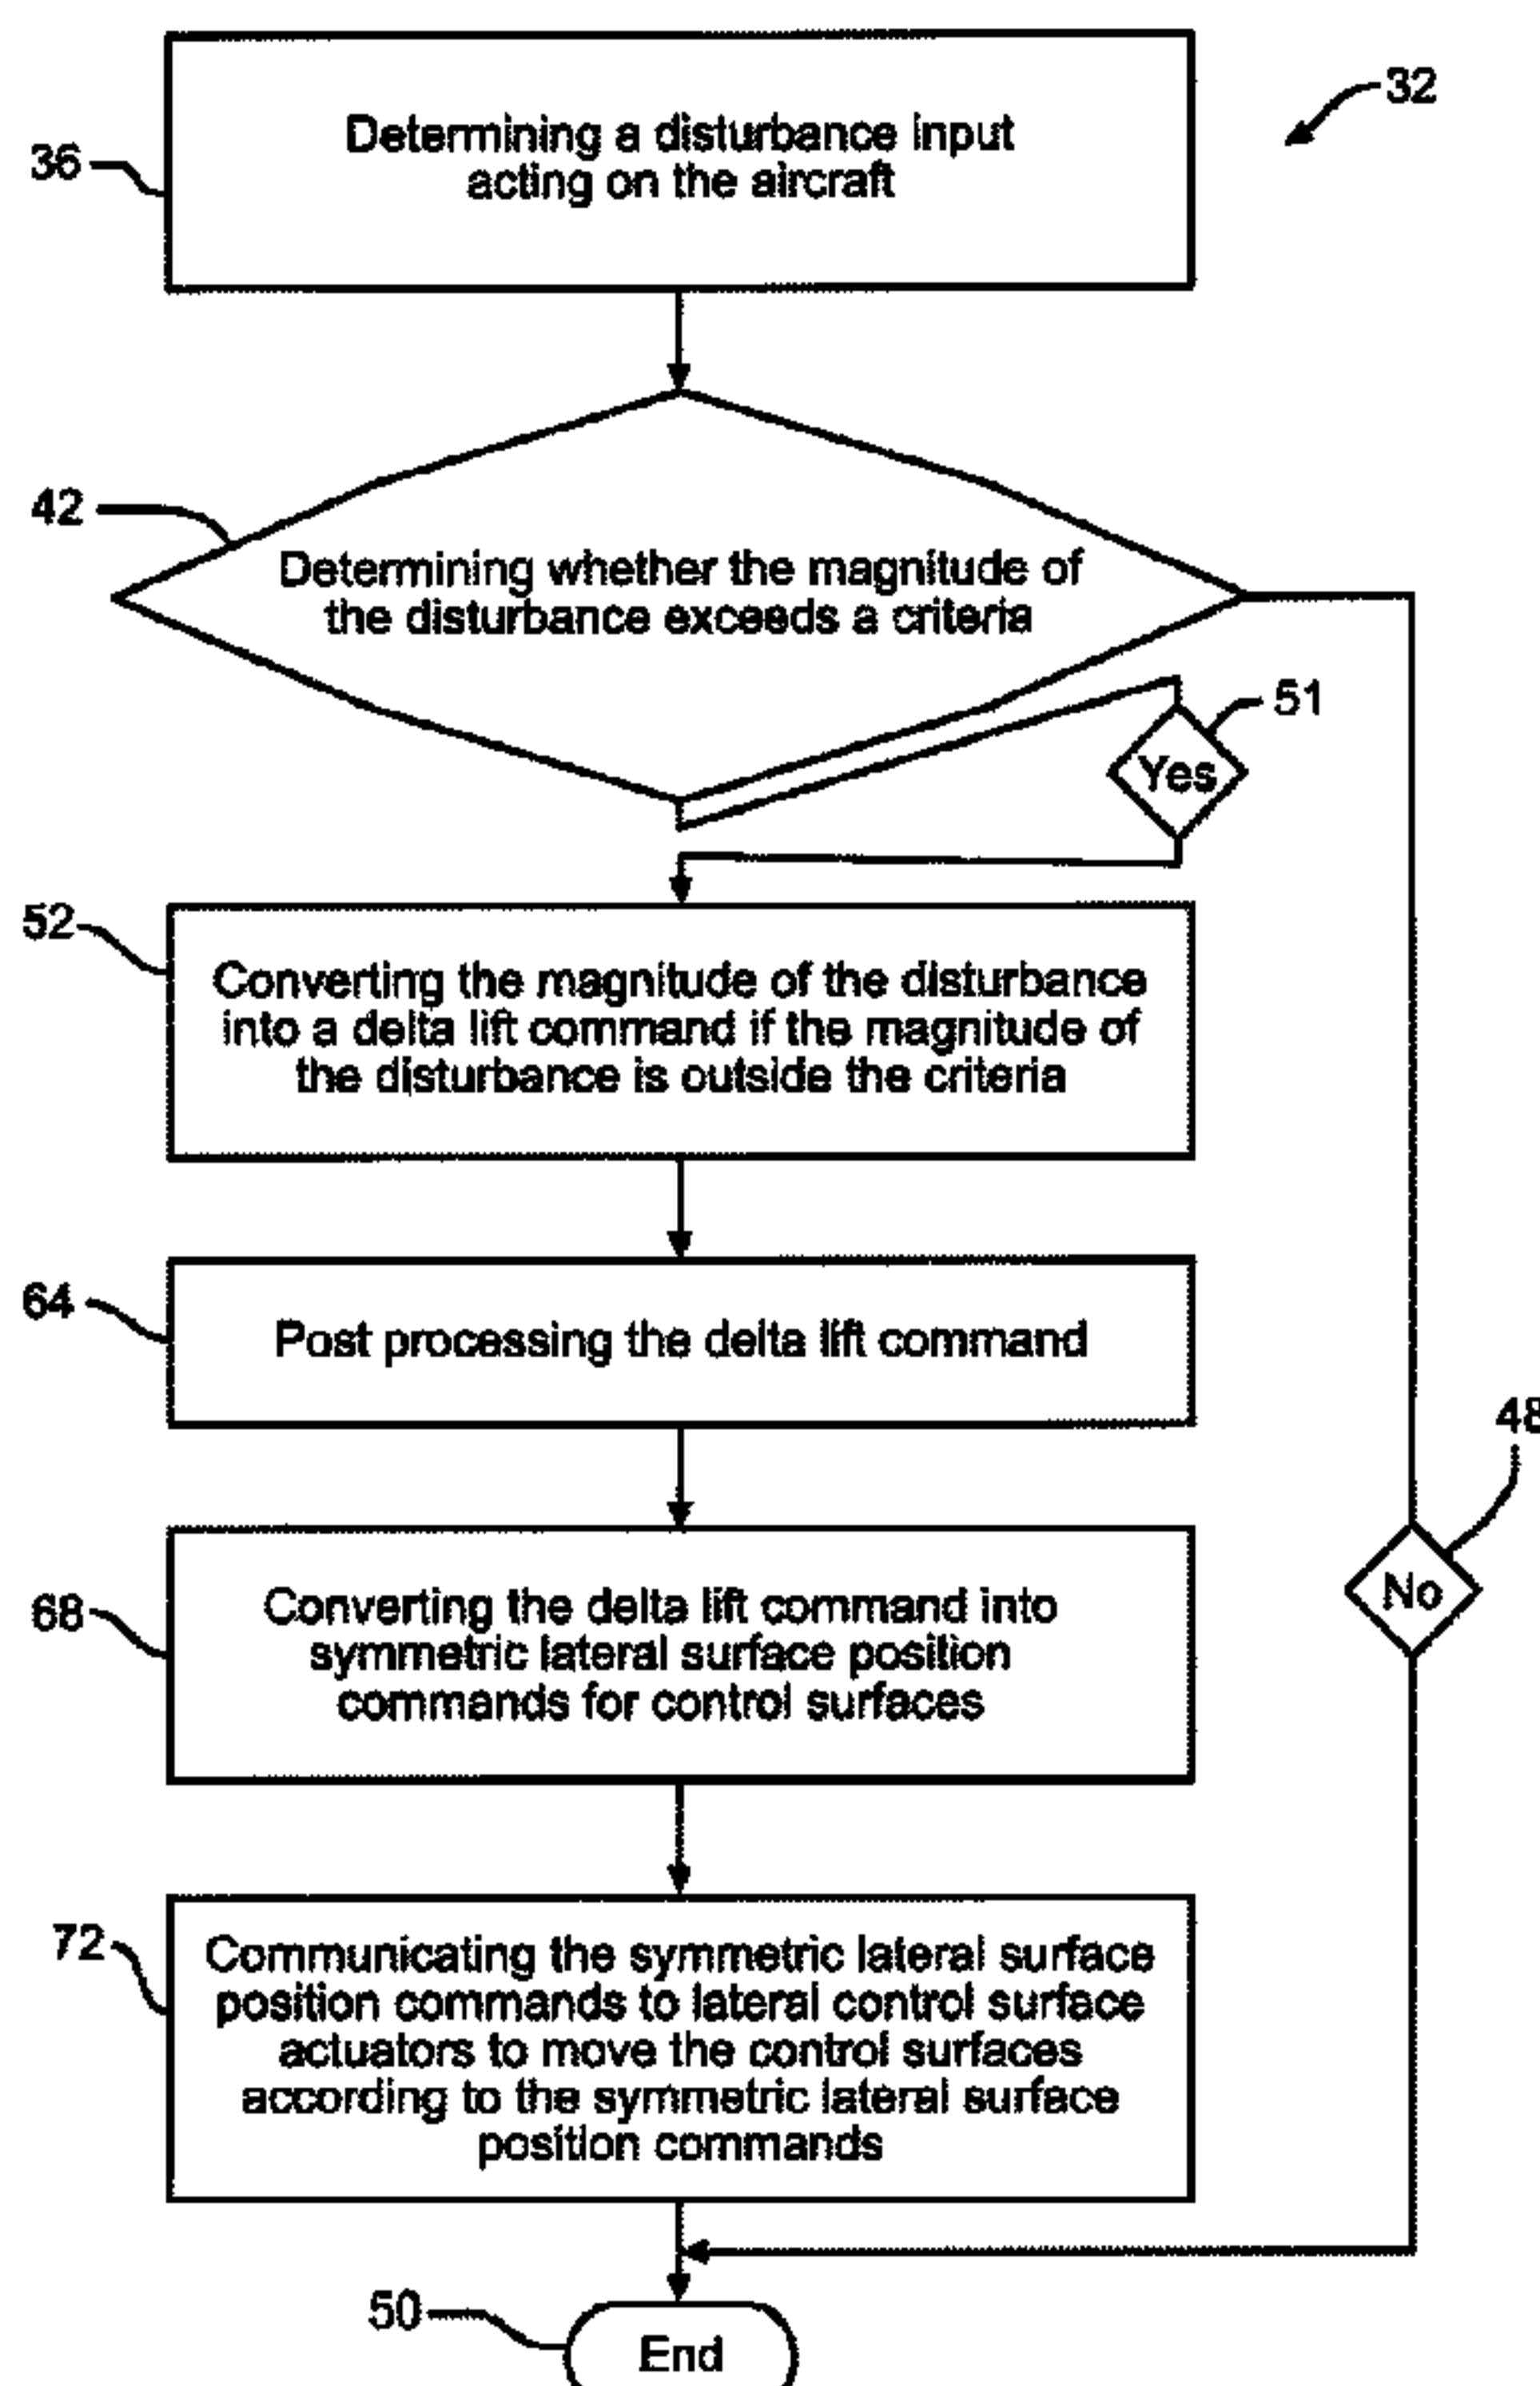 32
36
Determining a disturbance input
acting on the aircraft
42
Determining whether the magnitude of
the disturbance exceeds a criteria
51
Yes
52
Converting the magnitude of the disturbance
into a delta lift command if the magnitude of
the disturbance is outside the criteria
64
Post processing the delta lift command
48
No
68
Converting the delta lift command into
symmetric lateral surface position
commands for control surfaces
72
Communicating the symmetric lateral surface
position commands to lateral control surface
actuators to move the control surfaces
according to the symmetric lateral surface
position commands
50
End